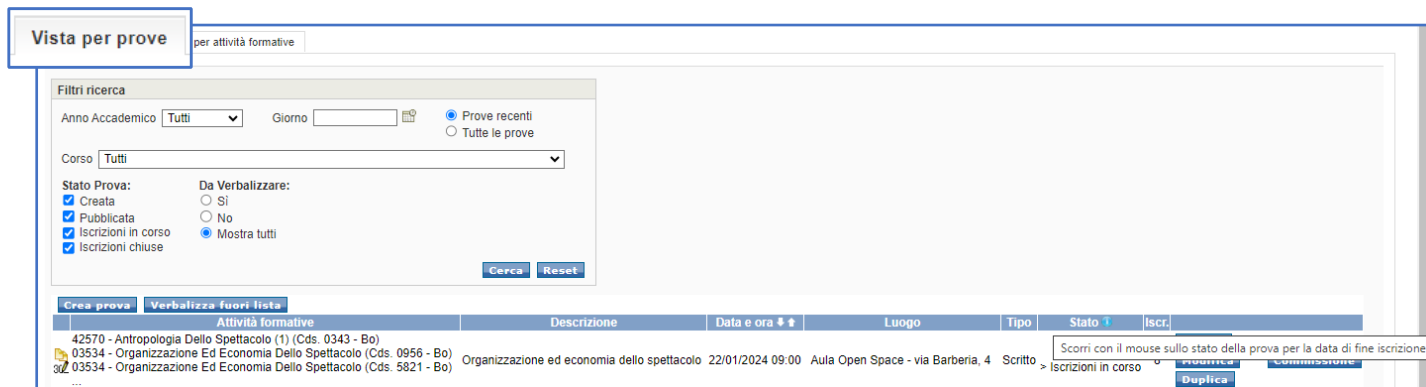 Vista per prove
per attività formative
Filtri ricerca
Anno Accademico Tutti Giorno Prove recenti
Tutte le prove
Corso Tutti
Stato Prova: Da Verbalizzare:
Creata Sì
Pubblicata No
Iscrizioni in corso Mostra tutti
Iscrizioni chiuse
Cerca Reset
Crea prova Verbalizza fuori lista
Attività formative Descrizione Data e ora Luogo Tipo Stato Iscr.
42570 - Antropologia Dello Spettacolo (1) (Cds. 0343 - Bo)
03534 - Organizzazione Ed Economia Dello Spettacolo (Cds. 0956 - Bo)
03534 - Organizzazione Ed Economia Dello Spettacolo (Cds. 5821 - Bo)
...
Organizzazione ed economia dello spettacolo 22/01/2024 09:00 Aula Open Space - via Barberia, 4 Scritto > Iscrizioni in corso
Scorri con il mouse sullo stato della prova per la data di fine iscrizione
Modifica Commissione
Duplica